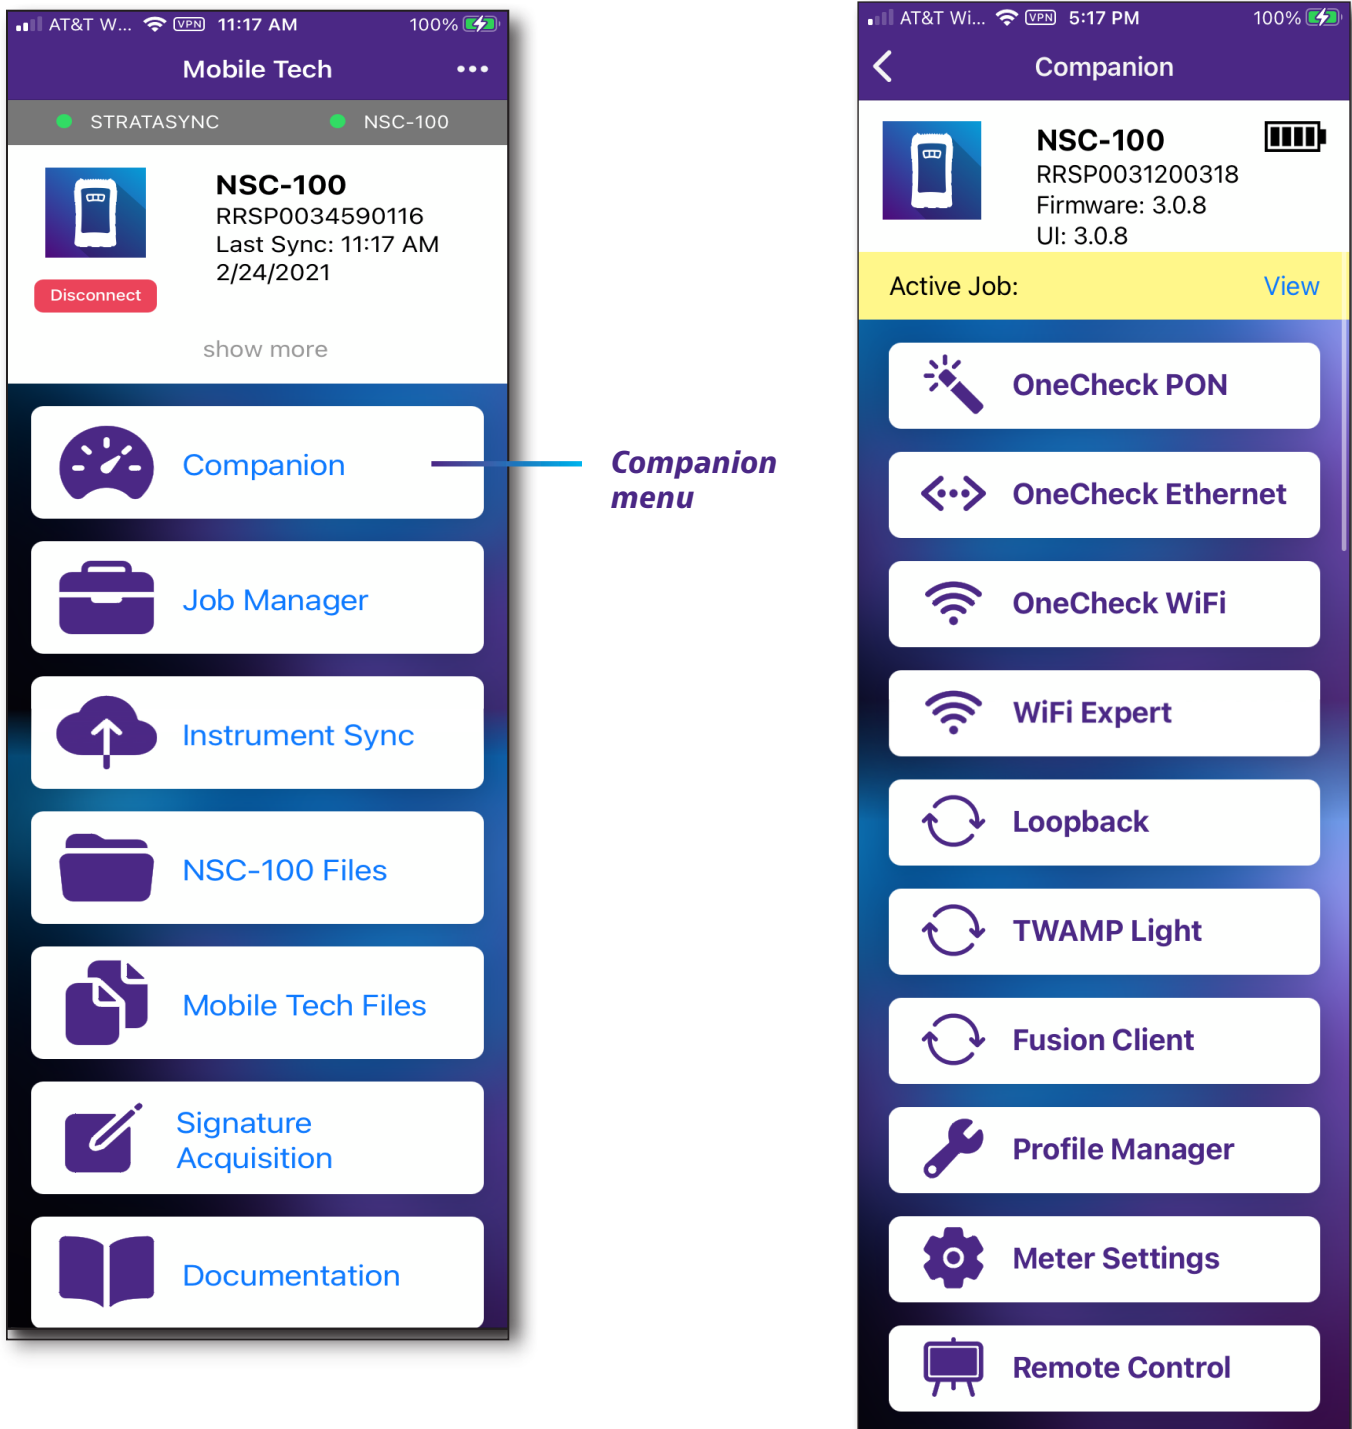 AT&T W... VPN 11:17 AM 100%
Mobile Tech
STRATASYNC NSC-100
NSC-100
RRSP0034590116
Last Sync: 11:17 AM
2/24/2021
Disconnect
show more
Companion
Job Manager
Instrument Sync
NSC-100 Files
Mobile Tech Files
Signature
Acquisition
Documentation
Companion
menu
AT&T Wi... VPN 5:17 PM 100%
Companion
NSC-100
RRSP0031200318
Firmware: 3.0.8
UI: 3.0.8
Active Job: View
OneCheck PON
OneCheck Ethernet
OneCheck WiFi
WiFi Expert
Loopback
TWAMP Light
Fusion Client
Profile Manager
Meter Settings
Remote Control